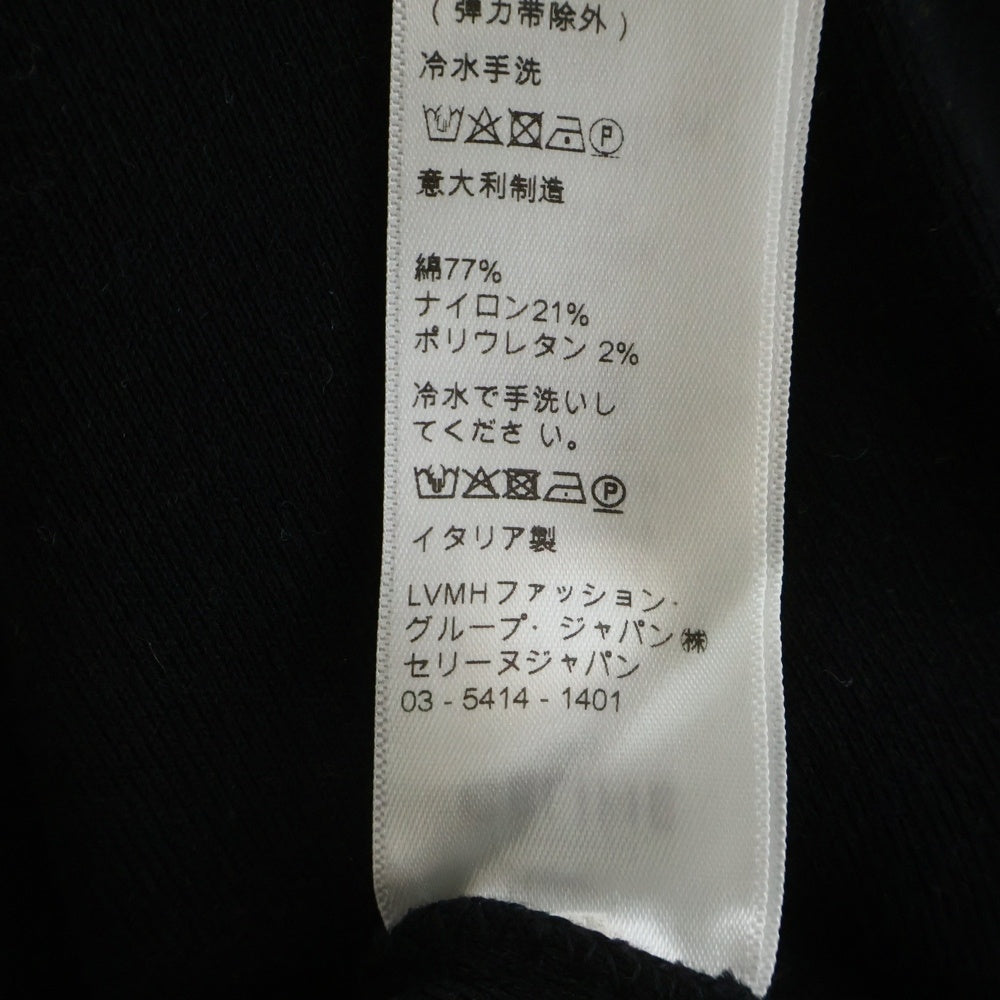 （弹力带除外）
冷水手洗
P
意大利制造
綿77%
ナイロン21%
ポリウレタン 2%
冷水で手洗いし
てくださ い。
P
イタリア製
LVMHファッション・
グループ・ジャパン㈱
セリーヌジャパン
03 - 5414 - 1401